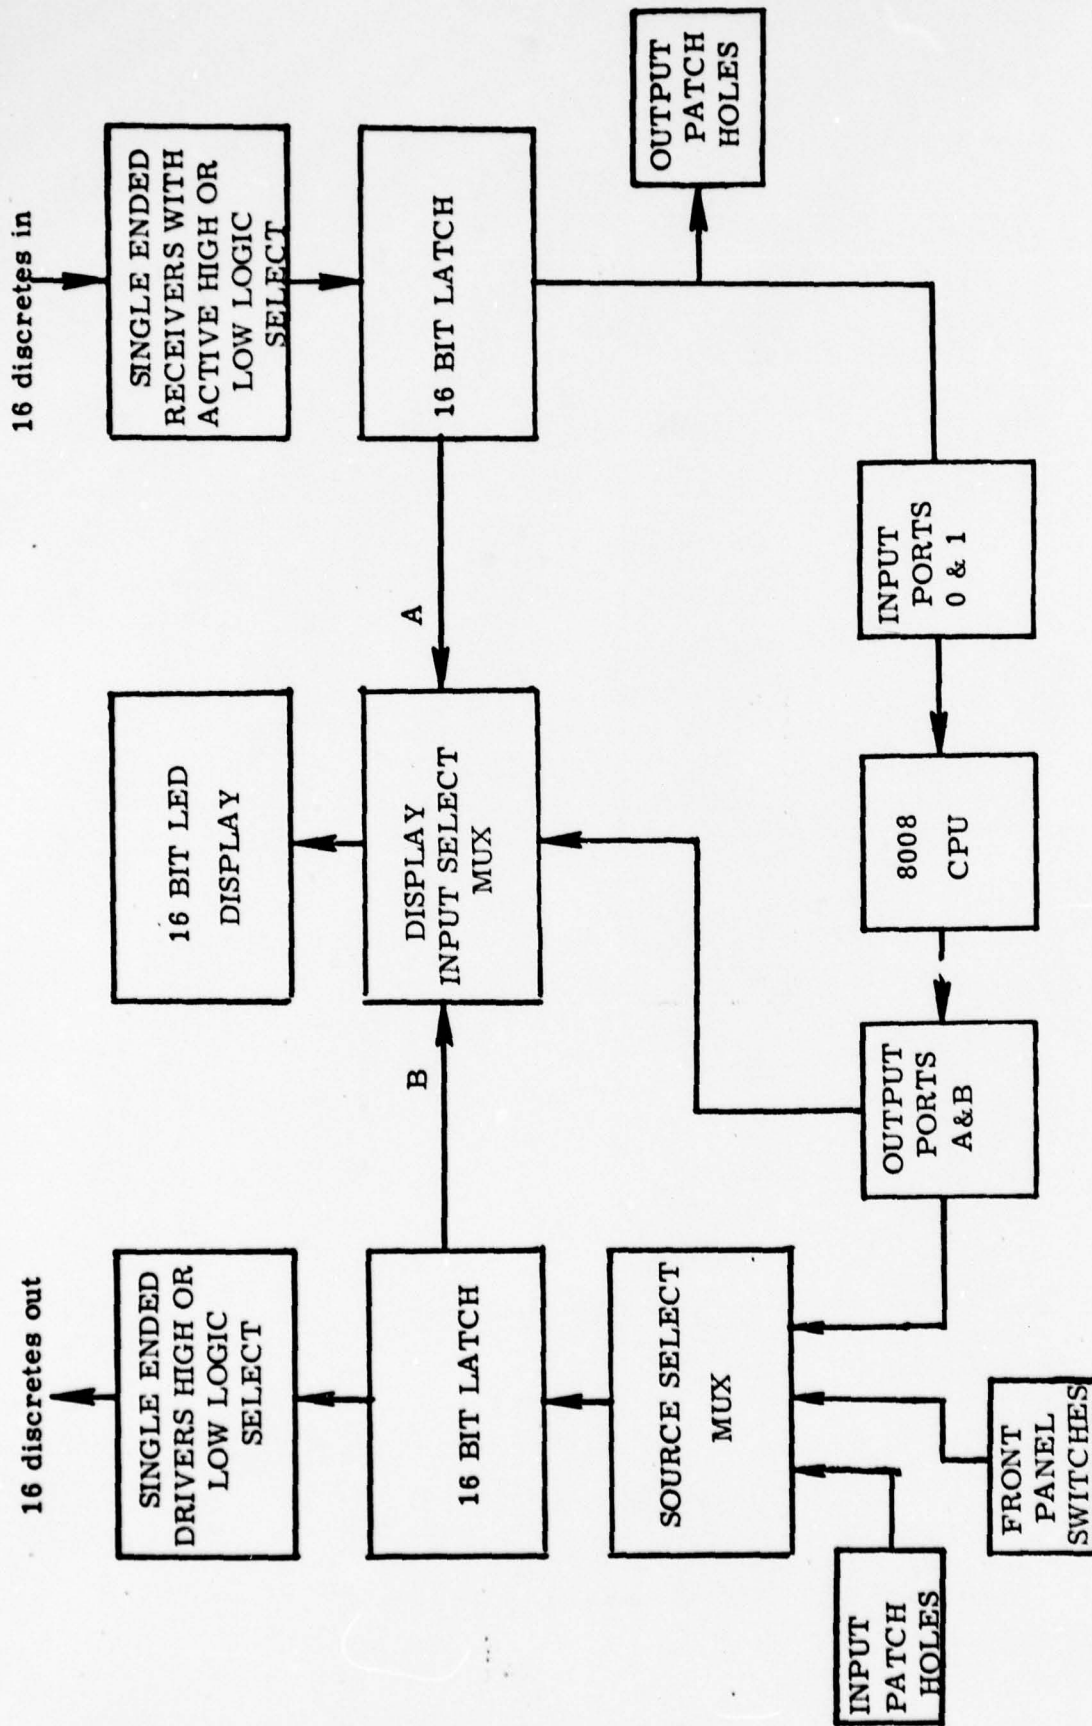 16 discretes out
16 discretes in
SINGLE ENDED
DRIVERS HIGH OR
LOW LOGIC
SELECT
16 BIT LED
DISPLAY
SINGLE ENDED
RECEIVERS WITH
ACTIVE HIGH OR
LOW LOGIC
SELECT
16 BIT LATCH
B
DISPLAY
INPUT SELECT
MUX
A
16 BIT LATCH
SOURCE SELECT
MUX
OUTPUT
PATCH
HOLES
INPUT
PATCH
HOLES
FRONT
PANEL
SWITCHES
OUTPUT
PORTS
A&B
8008
CPU
INPUT
PORTS
0 & 1